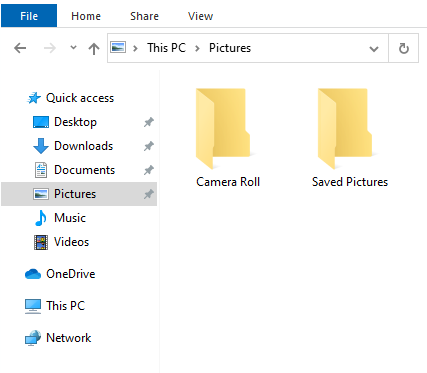 File Home Share View
This PC Pictures
Quick access
Desktop
Downloads
Documents
Pictures
Music
Videos
OneDrive
This PC
Network
Camera Roll Saved Pictures